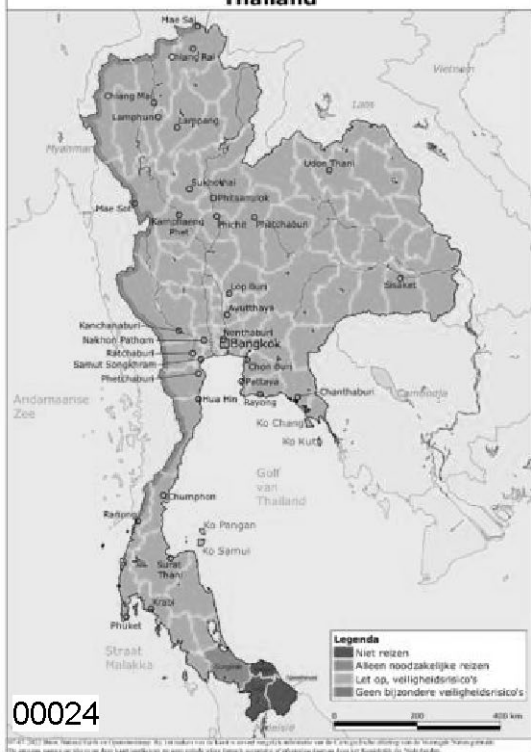 Thailand
Mae Sai
Chiang Rai
Vietnam
Chiang Mai
Laos
Lamphun
Lampang
Myanmar
Udon Thani
Sukhothai
Phitsanulok
Mae Sot
Kamphaeng Phet
Phichit
Phatchaburi
Sisaket
Lop Buri
Ayutthaya
Kanchanaburi
Nakhon Pathom
Nonthaburi
Bangkok
Ratchaburi
Samut Songkhram
Chon Buri
Phetchaburi
Pattaya
Chanthaburi
Cambodja
Andamaanse Zee
Hua Hin
Rayong
Ko Chang
Ko Kut
Golf van Thailand
Chumphon
Ranong
Ko Pangan
Ko Samui
Surat Thani
Krabi
Phuket
Straat Malakka
Legenda
Niet reizen
Alleen noodzakelijke reizen
Let op, veiligheidsrisico's
Geen bijzondere veiligheidsrisico's
0 200 400 km
00024